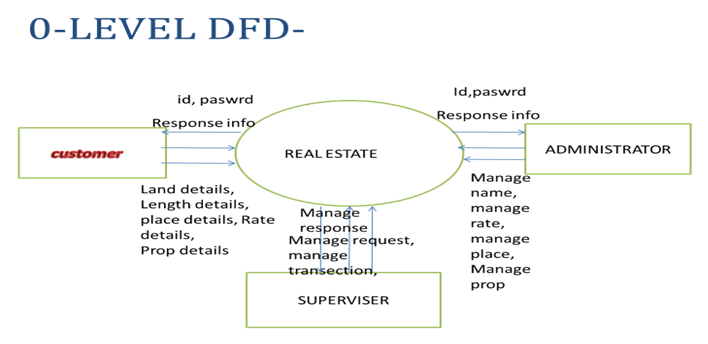 0-LEVEL DFD-
id, paswrd
Response info
Id,paswrd
Response info
customer
REAL ESTATE
ADMINISTRATOR
Land details,
Length details,
place details, Rate
details,
Prop details
Manage
response
Manage request,
manage
transection,
Manage
name,
manage
rate,
manage
place,
Manage
prop
SUPERVISER